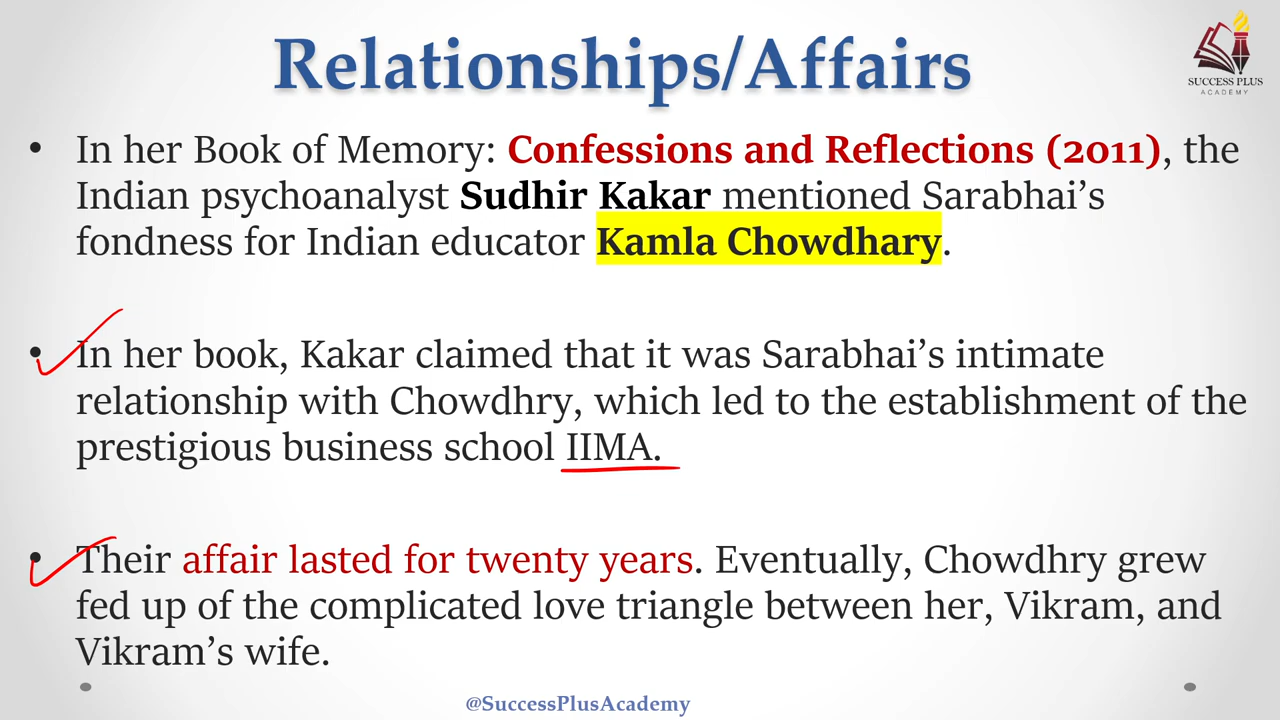 Relationships/Affairs
SUCCESS PLUS
ACADEMY
• In her Book of Memory: Confessions and Reflections (2011), the
Indian psychoanalyst Sudhir Kakar mentioned Sarabhai’s
fondness for Indian educator Kamla Chowdhary.
• In her book, Kakar claimed that it was Sarabhai’s intimate
relationship with Chowdhry, which led to the establishment of the
prestigious business school IIMA.
• Their affair lasted for twenty years. Eventually, Chowdhry grew
fed up of the complicated love triangle between her, Vikram, and
Vikram’s wife.
@SuccessPlusAcademy